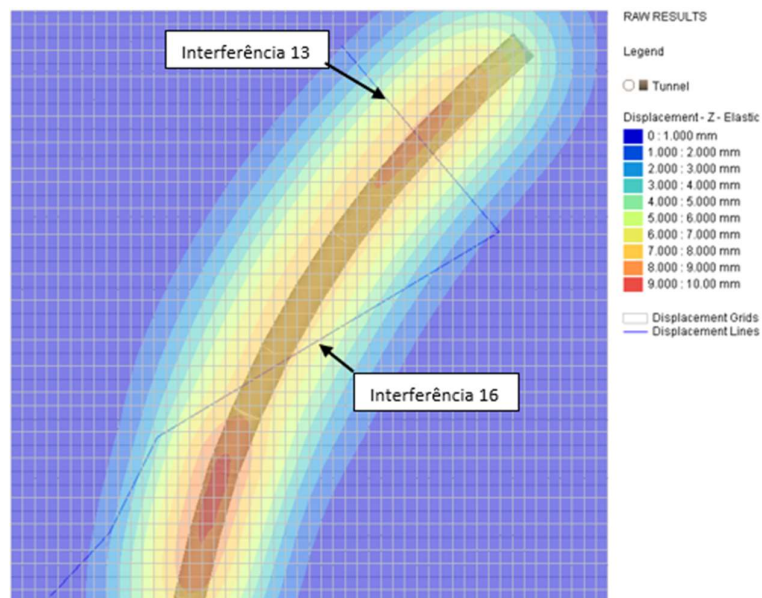 Interferência 13
Interferência 16
RAW RESULTS
Legend
Tunnel
Displacement - Z - Elastic
0 : 1.000 mm
1.000 : 2.000 mm
2.000 : 3.000 mm
3.000 : 4.000 mm
4.000 : 5.000 mm
5.000 : 6.000 mm
6.000 : 7.000 mm
7.000 : 8.000 mm
8.000 : 9.000 mm
9.000 : 10.00 mm
Displacement Grids
Displacement Lines